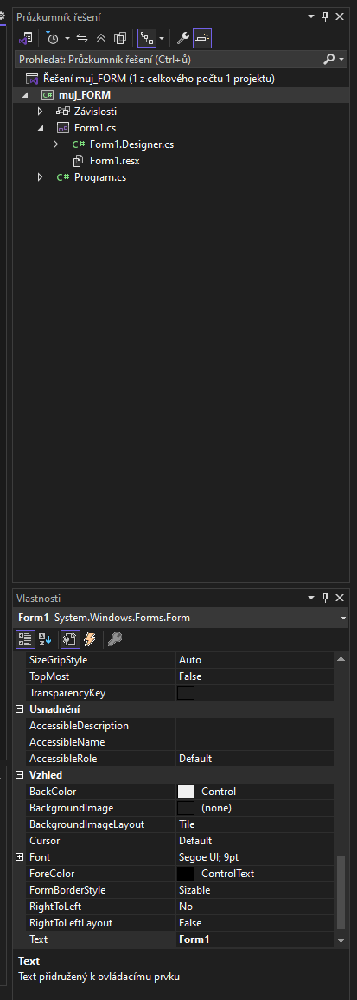 Průzkumník řešení
Prohledat: Průzkumník řešení (Ctrl+ů)
Řešení muj_FORM (1 z celkového počtu 1 projektu)
muj_FORM
Závislosti
Form1.cs
C# Form1.Designer.cs
Form1.resx
C# Program.cs
Vlastnosti
Form1 System.Windows.Forms.Form
SizeGripStyle Auto
TopMost False
TransparencyKey
Usnadnění
AccessibleDescription
AccessibleName
AccessibleRole Default
Vzhled
BackColor Control
BackgroundImage (none)
BackgroundImageLayout Tile
Cursor Default
Font Segoe UI; 9pt
ForeColor ControlText
FormBorderStyle Sizable
RightToLeft No
RightToLeftLayout False
Text Form1
Text
Text přidružený k ovládacímu prvku